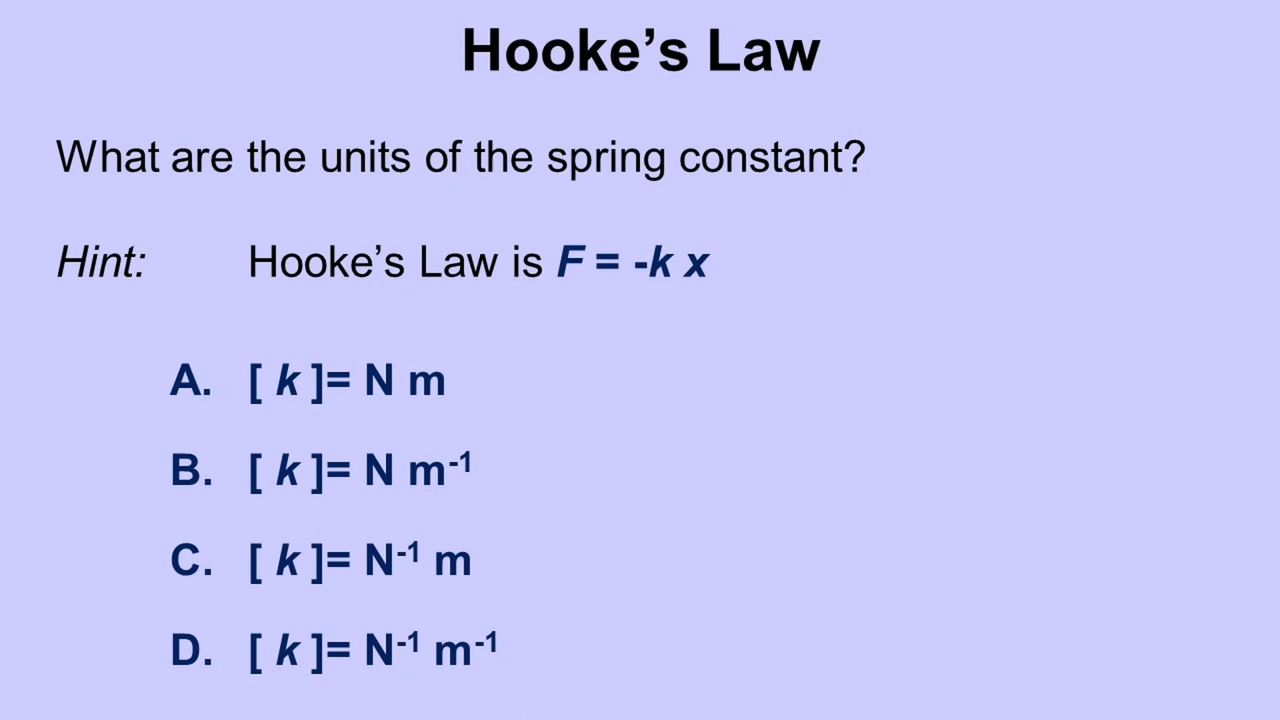 Hooke’s Law
What are the units of the spring constant?
Hint: Hooke’s Law is F = -k x
A. [ k ]= N m
B. [ k ]= N m⁻¹
C. [ k ]= N⁻¹ m
D. [ k ]= N⁻¹ m⁻¹